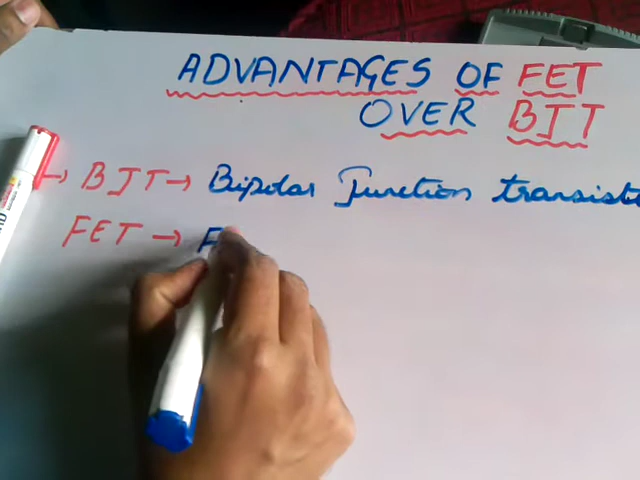 ADVANTAGES OF FET
OVER BJT
→ BJT → Bipolar Junction transist
FET → F